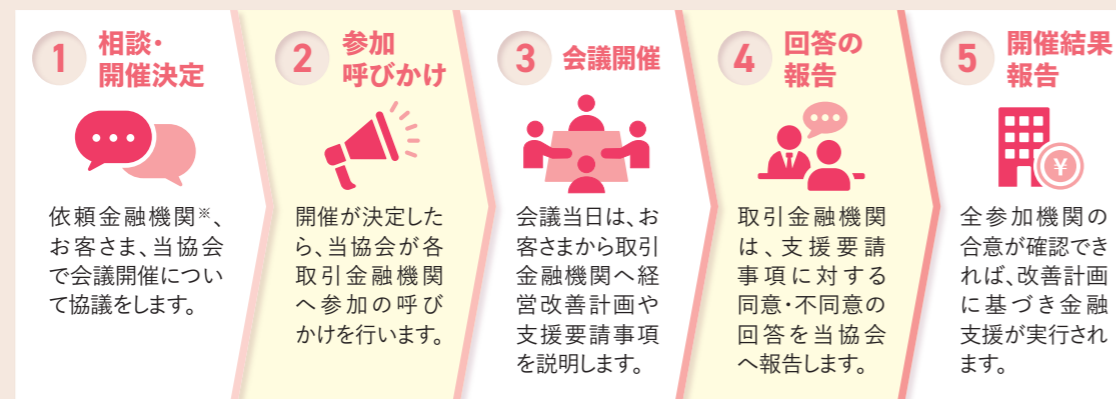 1
相談・
開催決定
依頼金融機関※、
お客さま、当協会
で会議開催につい
て協議をします。
2
参加
呼びかけ
開催が決定した
ら、当協会が各
取引金融機関
へ参加の呼び
かけを行います。
3
会議開催
会議当日は、お
客さまから取引
金融機関へ経
営改善計画や
支援要請事項
を説明します。
4
回答の
報告
取引金融機関
は、支援要請
事項に対する
同意・不同意の
回答を当協会
へ報告します。
5
開催結果
報告
¥
全参加機関の
合意が確認でき
れば、改善計画
に基づき金融
支援が実行され
ます。